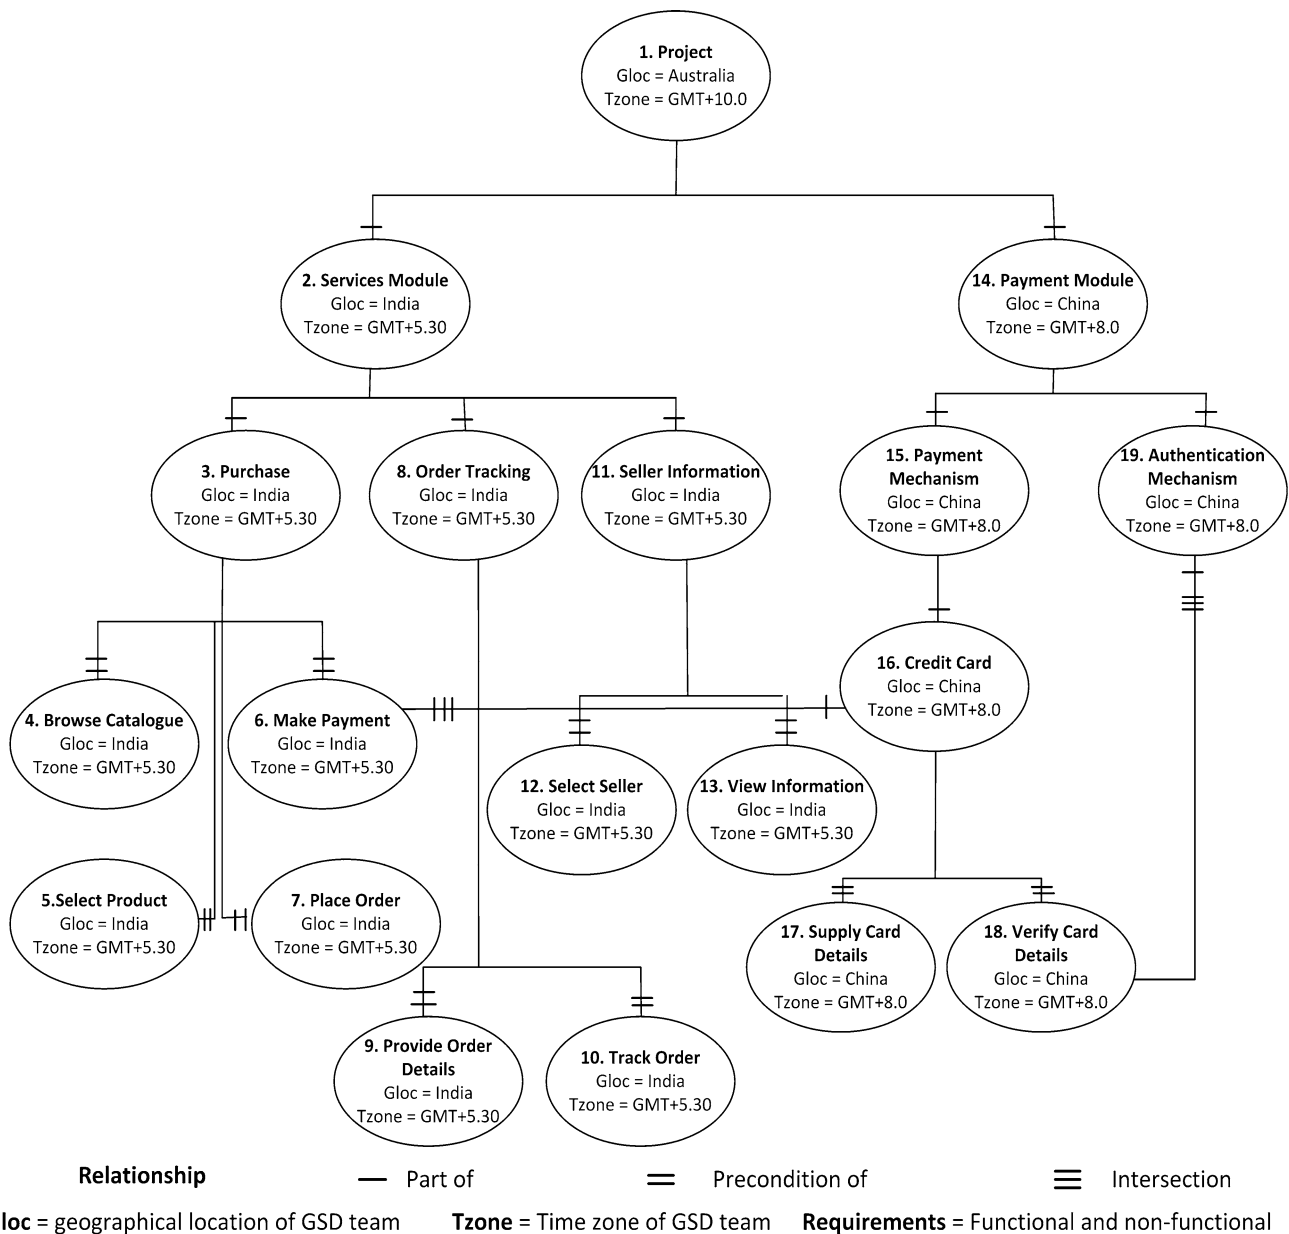 1. Project
Gloc = Australia
Tzone = GMT+10.0
2. Services Module
Gloc = India
Tzone = GMT+5.30
14. Payment Module
Gloc = China
Tzone = GMT+8.0
3. Purchase
Gloc = India
Tzone = GMT+5.30
8. Order Tracking
Gloc = India
Tzone = GMT+5.30
11. Seller Information
Gloc = India
Tzone = GMT+5.30
15. Payment
Mechanism
Gloc = China
Tzone = GMT+8.0
19. Authentication
Mechanism
Gloc = China
Tzone = GMT+8.0
16. Credit Card
Gloc = China
Tzone = GMT+8.0
4. Browse Catalogue
Gloc = India
Tzone = GMT+5.30
6. Make Payment
Gloc = India
Tzone = GMT+5.30
12. Select Seller
Gloc = India
Tzone = GMT+5.30
13. View Information
Gloc = India
Tzone = GMT+5.30
5.Select Product
Gloc = India
Tzone = GMT+5.30
7. Place Order
Gloc = India
Tzone = GMT+5.30
17. Supply Card
Details
Gloc = China
Tzone = GMT+8.0
18. Verify Card
Details
Gloc = China
Tzone = GMT+8.0
9. Provide Order
Details
Gloc = India
Tzone = GMT+5.30
10. Track Order
Gloc = India
Tzone = GMT+5.30
Relationship Part of Precondition of Intersection
loc = geographical location of GSD team Tzone = Time zone of GSD team Requirements = Functional and non-functional